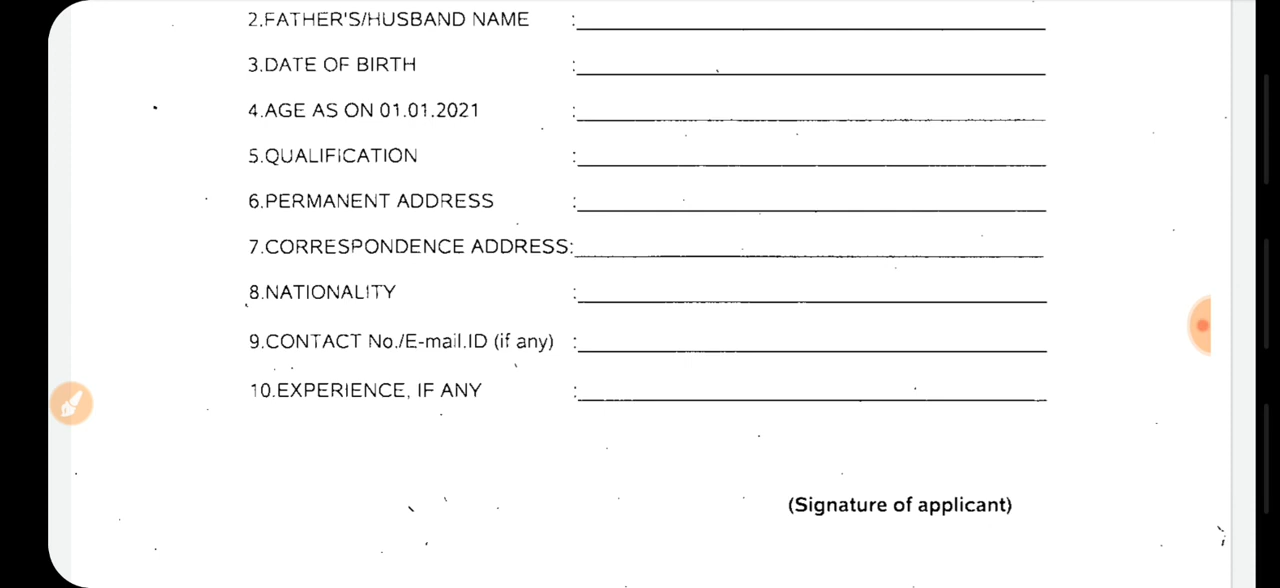 2.FATHER'S/HUSBAND NAME :
3.DATE OF BIRTH :
4.AGE AS ON 01.01.2021 :
5.QUALIFICATION :
6.PERMANENT ADDRESS :
7.CORRESPONDENCE ADDRESS:
8.NATIONALITY :
9.CONTACT No./E-mail.ID (if any) :
10.EXPERIENCE, IF ANY :
(Signature of applicant)